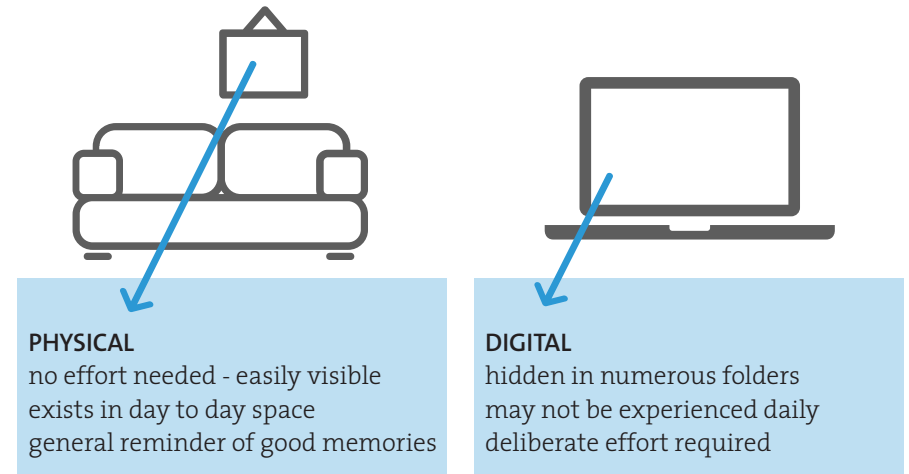 PHYSICAL
no effort needed - easily visible
exists in day to day space
general reminder of good memories
DIGITAL
hidden in numerous folders
may not be experienced daily
deliberate effort required